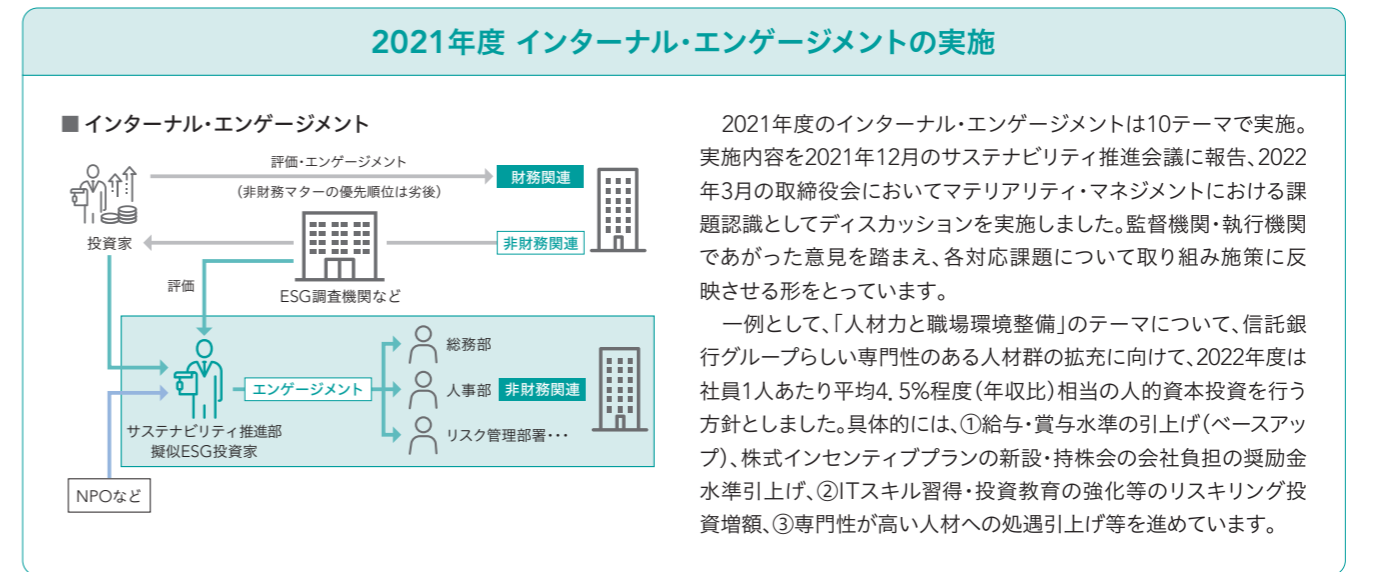 2021年度 インターナル・エンゲージメントの実施
■ インターナル・エンゲージメント
評価・エンゲージメント
財務関連
(非財務マターの優先順位は劣後)
投資家
非財務関連
評価
ESG調査機関など
総務部
エンゲージメント
人事部
非財務関連
サステナビリティ推進部
擬似ESG投資家
リスク管理部署・・・
NPOなど
2021年度のインターナル・エンゲージメントは10テーマで実施。
実施内容を2021年12月のサステナビリティ推進会議に報告、2022
年3月の取締役会においてマテリアリティ・マネジメントにおける課
題認識としてディスカッションを実施しました。監督機関・執行機関
であがった意見を踏まえ、各対応課題について取り組み施策に反
映させる形をとっています。
一例として、「人材力と職場環境整備」のテーマについて、信託銀
行グループらしい専門性のある人材群の拡充に向けて、2022年度は
社員1人あたり平均4.5%程度(年収比)相当の人的資本投資を行う
方針としました。具体的には、①給与・賞与水準の引上げ(ベースアッ
プ)、株式インセンティブプランの新設・持株会の会社負担の奨励金
水準引上げ、②ITスキル習得・投資教育の強化等のリスキリング投
資増額、③専門性が高い人材への処遇引上げ等を進めています。